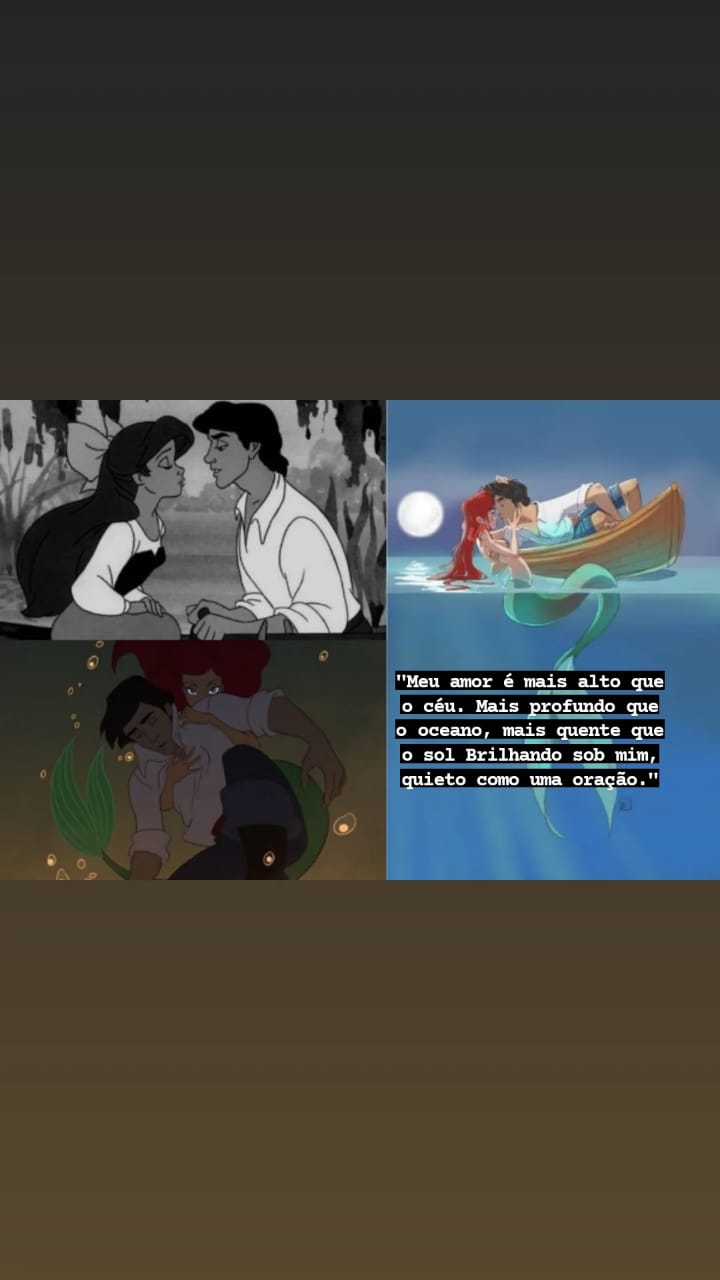 "Meu amor é mais alto que
o céu. Mais profundo que
o oceano, mais quente que
o sol Brilhando sob mim,
quieto como uma oração."